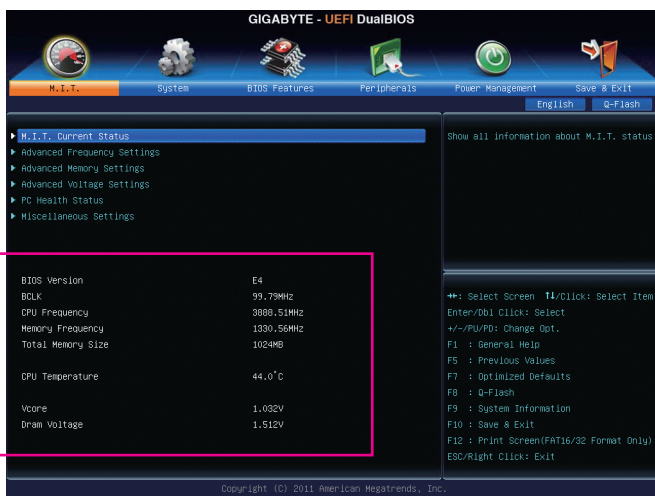 GIGABYTE - UEFI DualBIOS
M.I.T. System BIOS Features Peripherals Power Management Save & Exit
English Q-Flash
M.I.T. Current Status
Advanced Frequency Settings
Advanced Memory Settings
Advanced Voltage Settings
PC Health Status
Miscellaneous Settings
BIOS Version E4
BCLK 99.79MHz
CPU Frequency 3888.51MHz
Memory Frequency 1330.56MHz
Total Memory Size 1024MB
CPU Temperature 44.0°C
Vcore 1.032V
Dram Voltage 1.512V
Show all information about M.I.T. status
→←: Select Screen ↑↓/Click: Select Item
Enter/Dbl Click: Select
+/-/PU/PD: Change Opt.
F1 : General Help
F5 : Previous Values
F7 : Optimized Defaults
F8 : Q-Flash
F9 : System Information
F10 : Save & Exit
F12 : Print Screen(FAT16/32 Format Only)
ESC/Right Click: Exit
Copyright (C) 2011 American Megatrends, Inc.